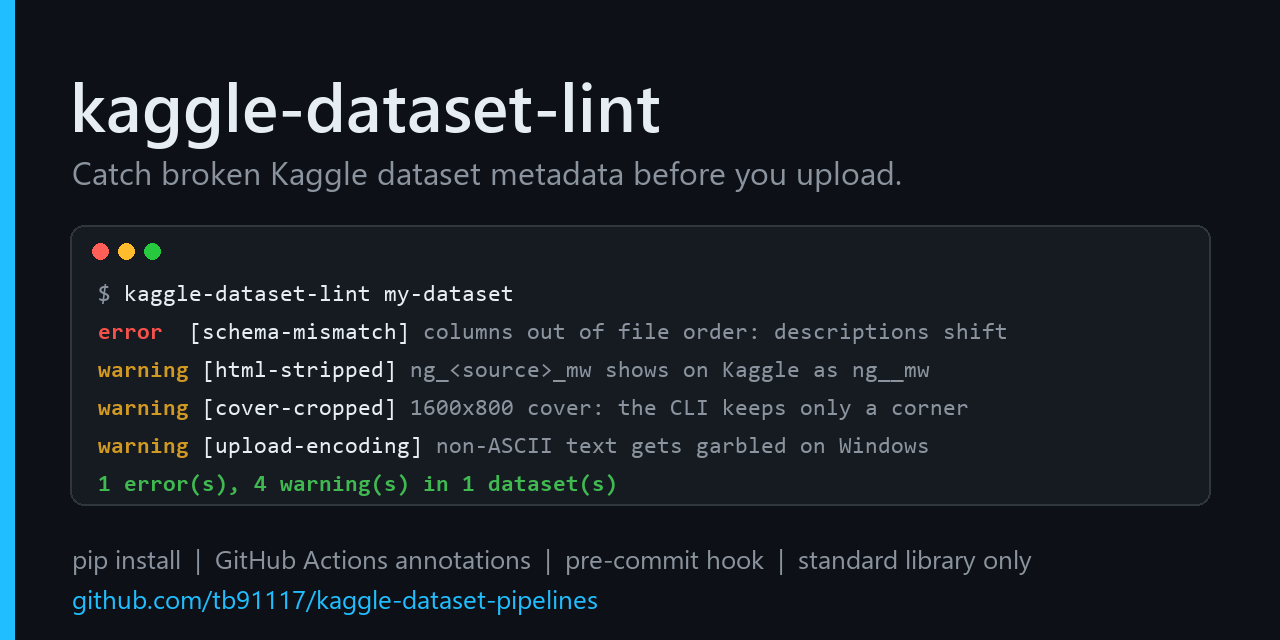 kaggle-dataset-lint
Catch broken Kaggle dataset metadata before you upload.
$ kaggle-dataset-lint my-dataset
error  [schema-mismatch] columns out of file order: descriptions shift
warning [html-stripped] ng_<source>_mw shows on Kaggle as ng__mw
warning [cover-cropped] 1600x800 cover: the CLI keeps only a corner
warning [upload-encoding] non-ASCII text gets garbled on Windows
1 error(s), 4 warning(s) in 1 dataset(s)
pip install | GitHub Actions annotations | pre-commit hook | standard library only
github.com/tb91117/kaggle-dataset-pipelines